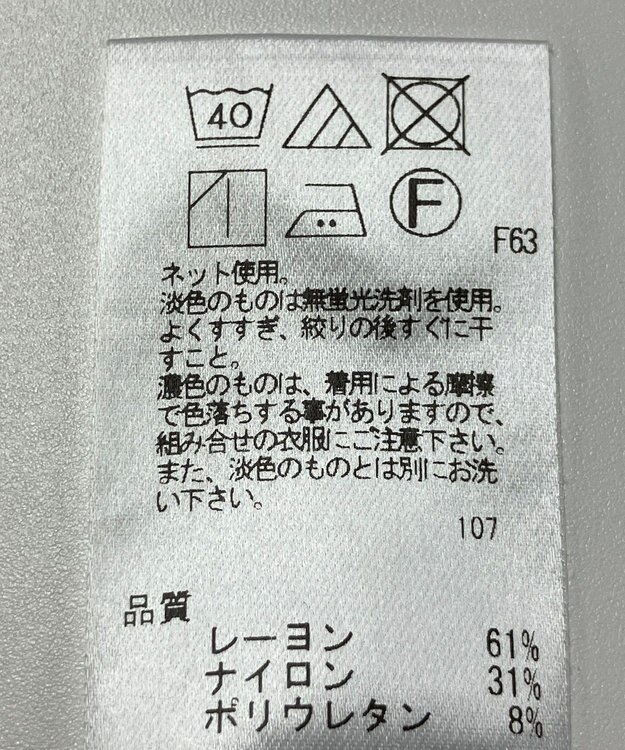 40
F
F63
ネット使用。
淡色のものは無蛍光洗剤を使用。
よくすすぎ、絞りの後すぐに干
すこと。
濃色のものは、着用による摩擦
で色落ちする事がありますので、
組み合せの衣服にご注意下さい。
また、淡色のものとは別にお洗
い下さい。
107
品質
レーヨン 61%
ナイロン 31%
ポリウレタン 8%